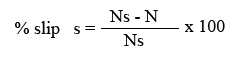 % slip s = Ns - N / Ns x 100